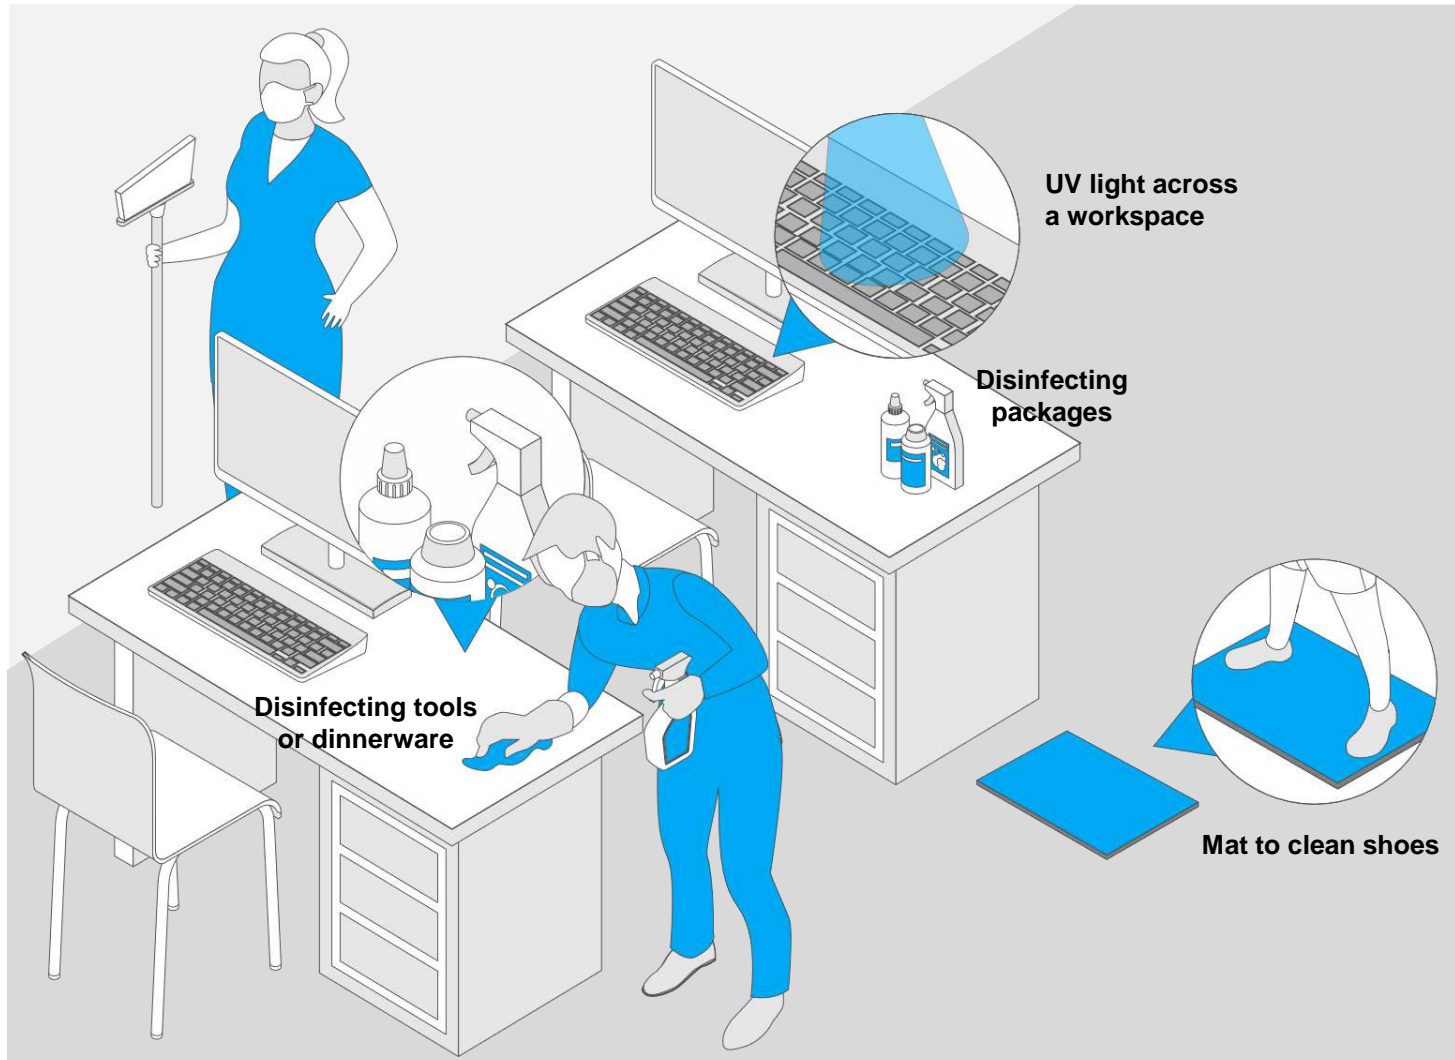 UV light across
a workspace
Disinfecting
packages
Disinfecting tools
or dinnerware
Mat to clean shoes